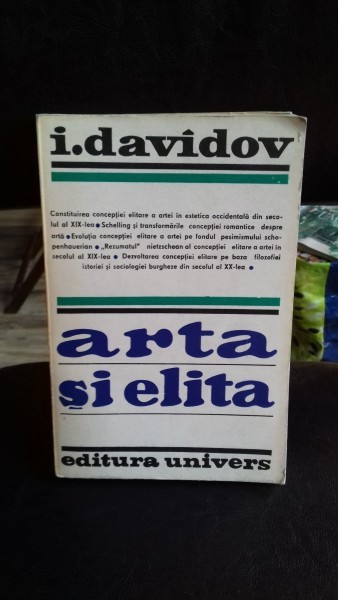 i.davidov
Constituirea concepției elitare a artei în estetica occidentală din seco-
lul al XIX-lea • Schelling și transformările concepției romantice despre
artă • Evoluția concepției elitare a artei pe fondul pesimismului scho-
penhauerian • „Rezumatul” nietzschean al concepției elitare a artei în
secolul al XIX-lea • Dezvoltarea concepției elitare pe baza filozofiei
istoriei și sociologiei burgheze din secolul al XX-lea •
arta
și elita
editura univers